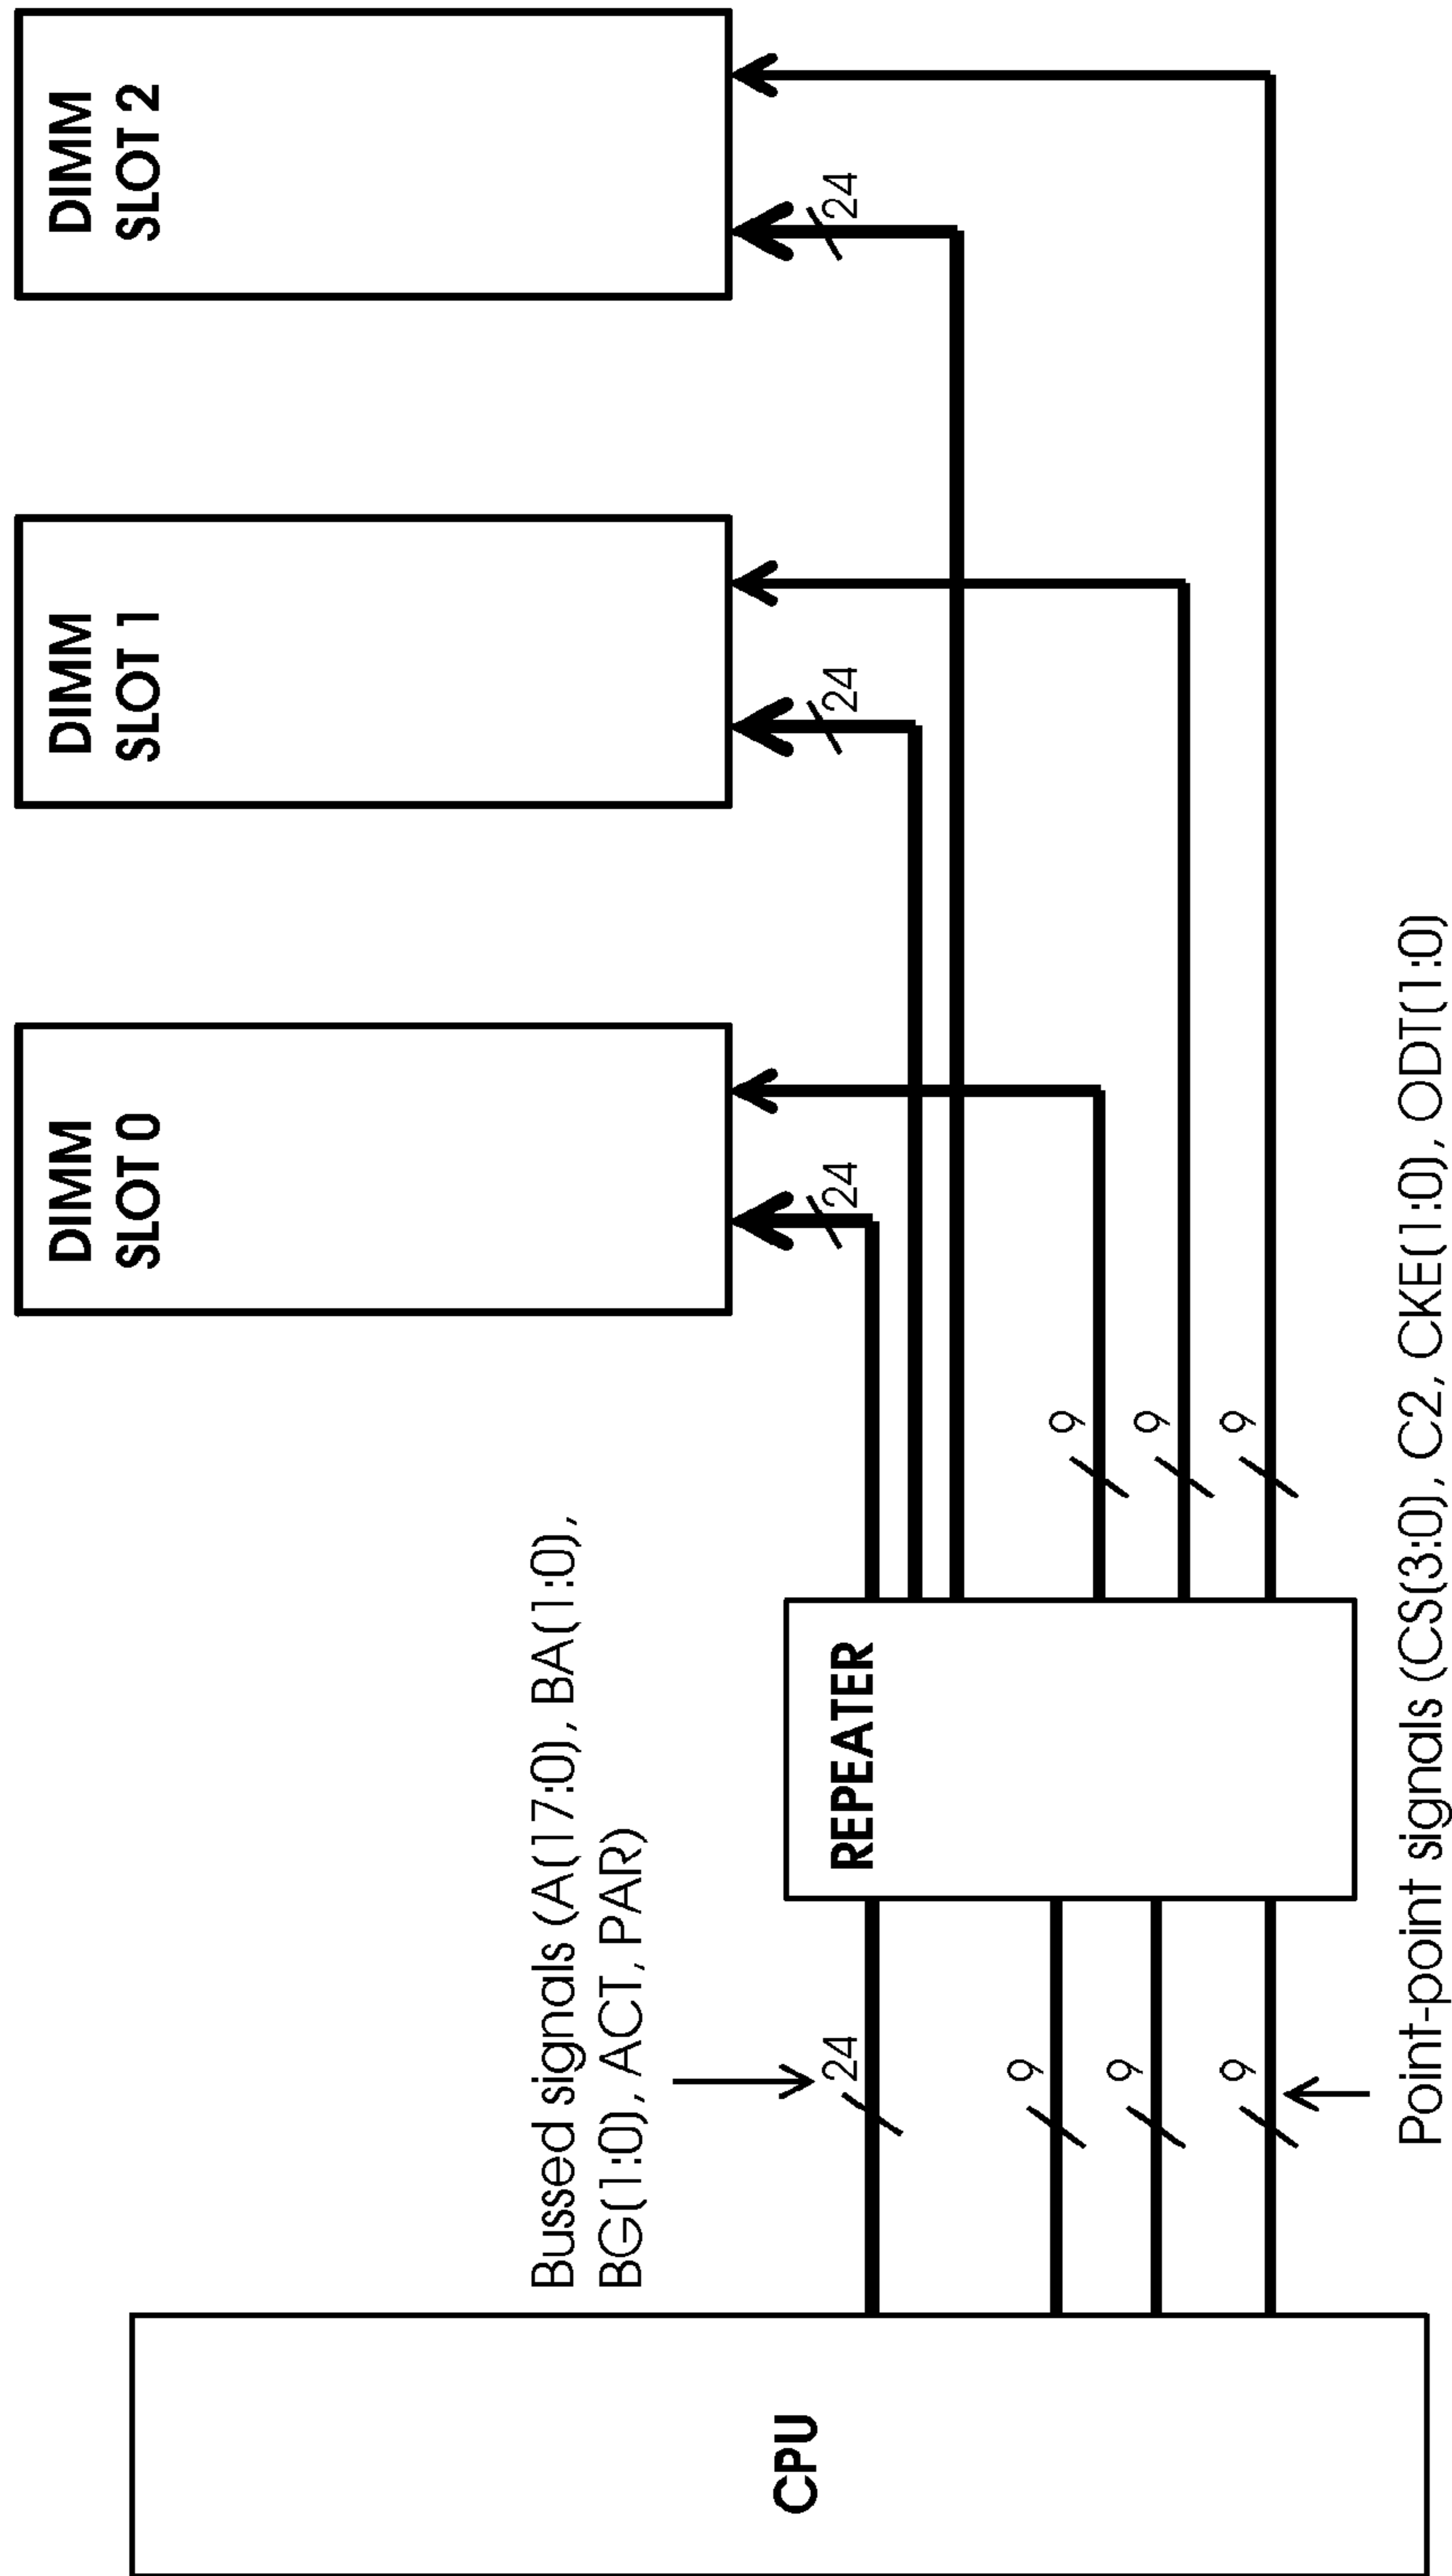 DIMM
SLOT 0
DIMM
SLOT 1
DIMM
SLOT 2
Bussed signals (A(17:0), BA(1:0),
BG(1:0), ACT, PAR)
24
24
24
24
REPEATER
CPU
9
9
9
9
9
9
Point-point signals (CS(3:0), C2, CKE(1:0), ODT(1:0)